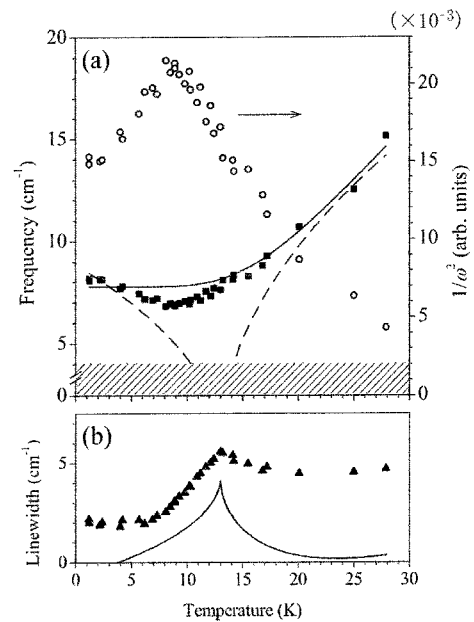 (×10⁻³)
(a)
20
15
10
5
0
Frequency (cm⁻¹)
20
15
10
5
0
1/ω² (arb. units)
(b)
5
0
Linewidth (cm⁻¹)
0 5 10 15 20 25 30
Temperature (K)